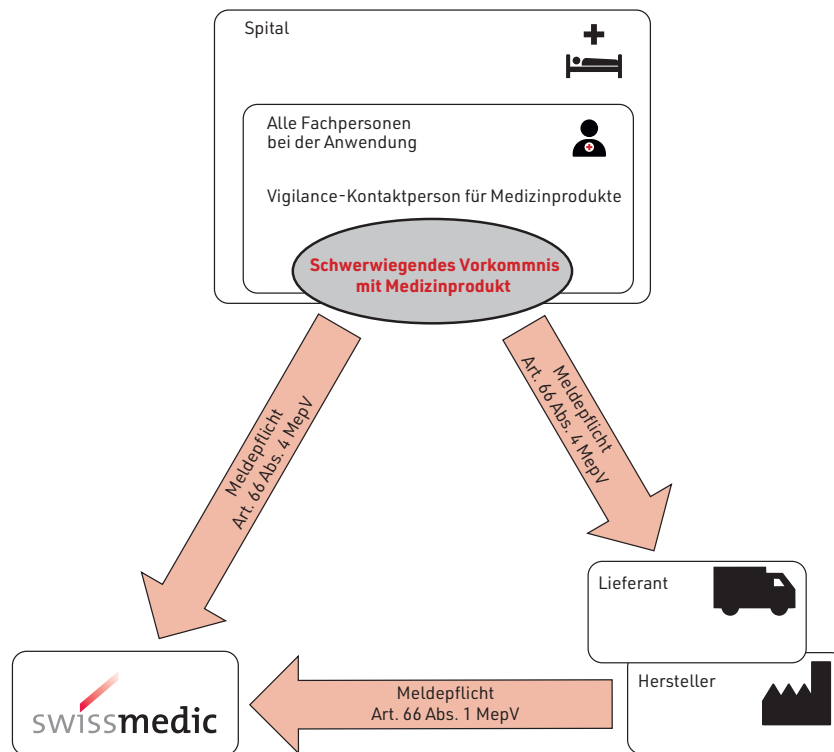 Spital
Alle Fachpersonen
bei der Anwendung
Vigilance-Kontaktperson für Medizinprodukte
Schwerwiegendes Vorkommnis
mit Medizinprodukt
Meldepflicht
Art. 66 Abs. 4 MepV
Meldepflicht
Art. 66 Abs. 4 MepV
Lieferant
Hersteller
Meldepflicht
Art. 66 Abs. 1 MepV
swissmedic